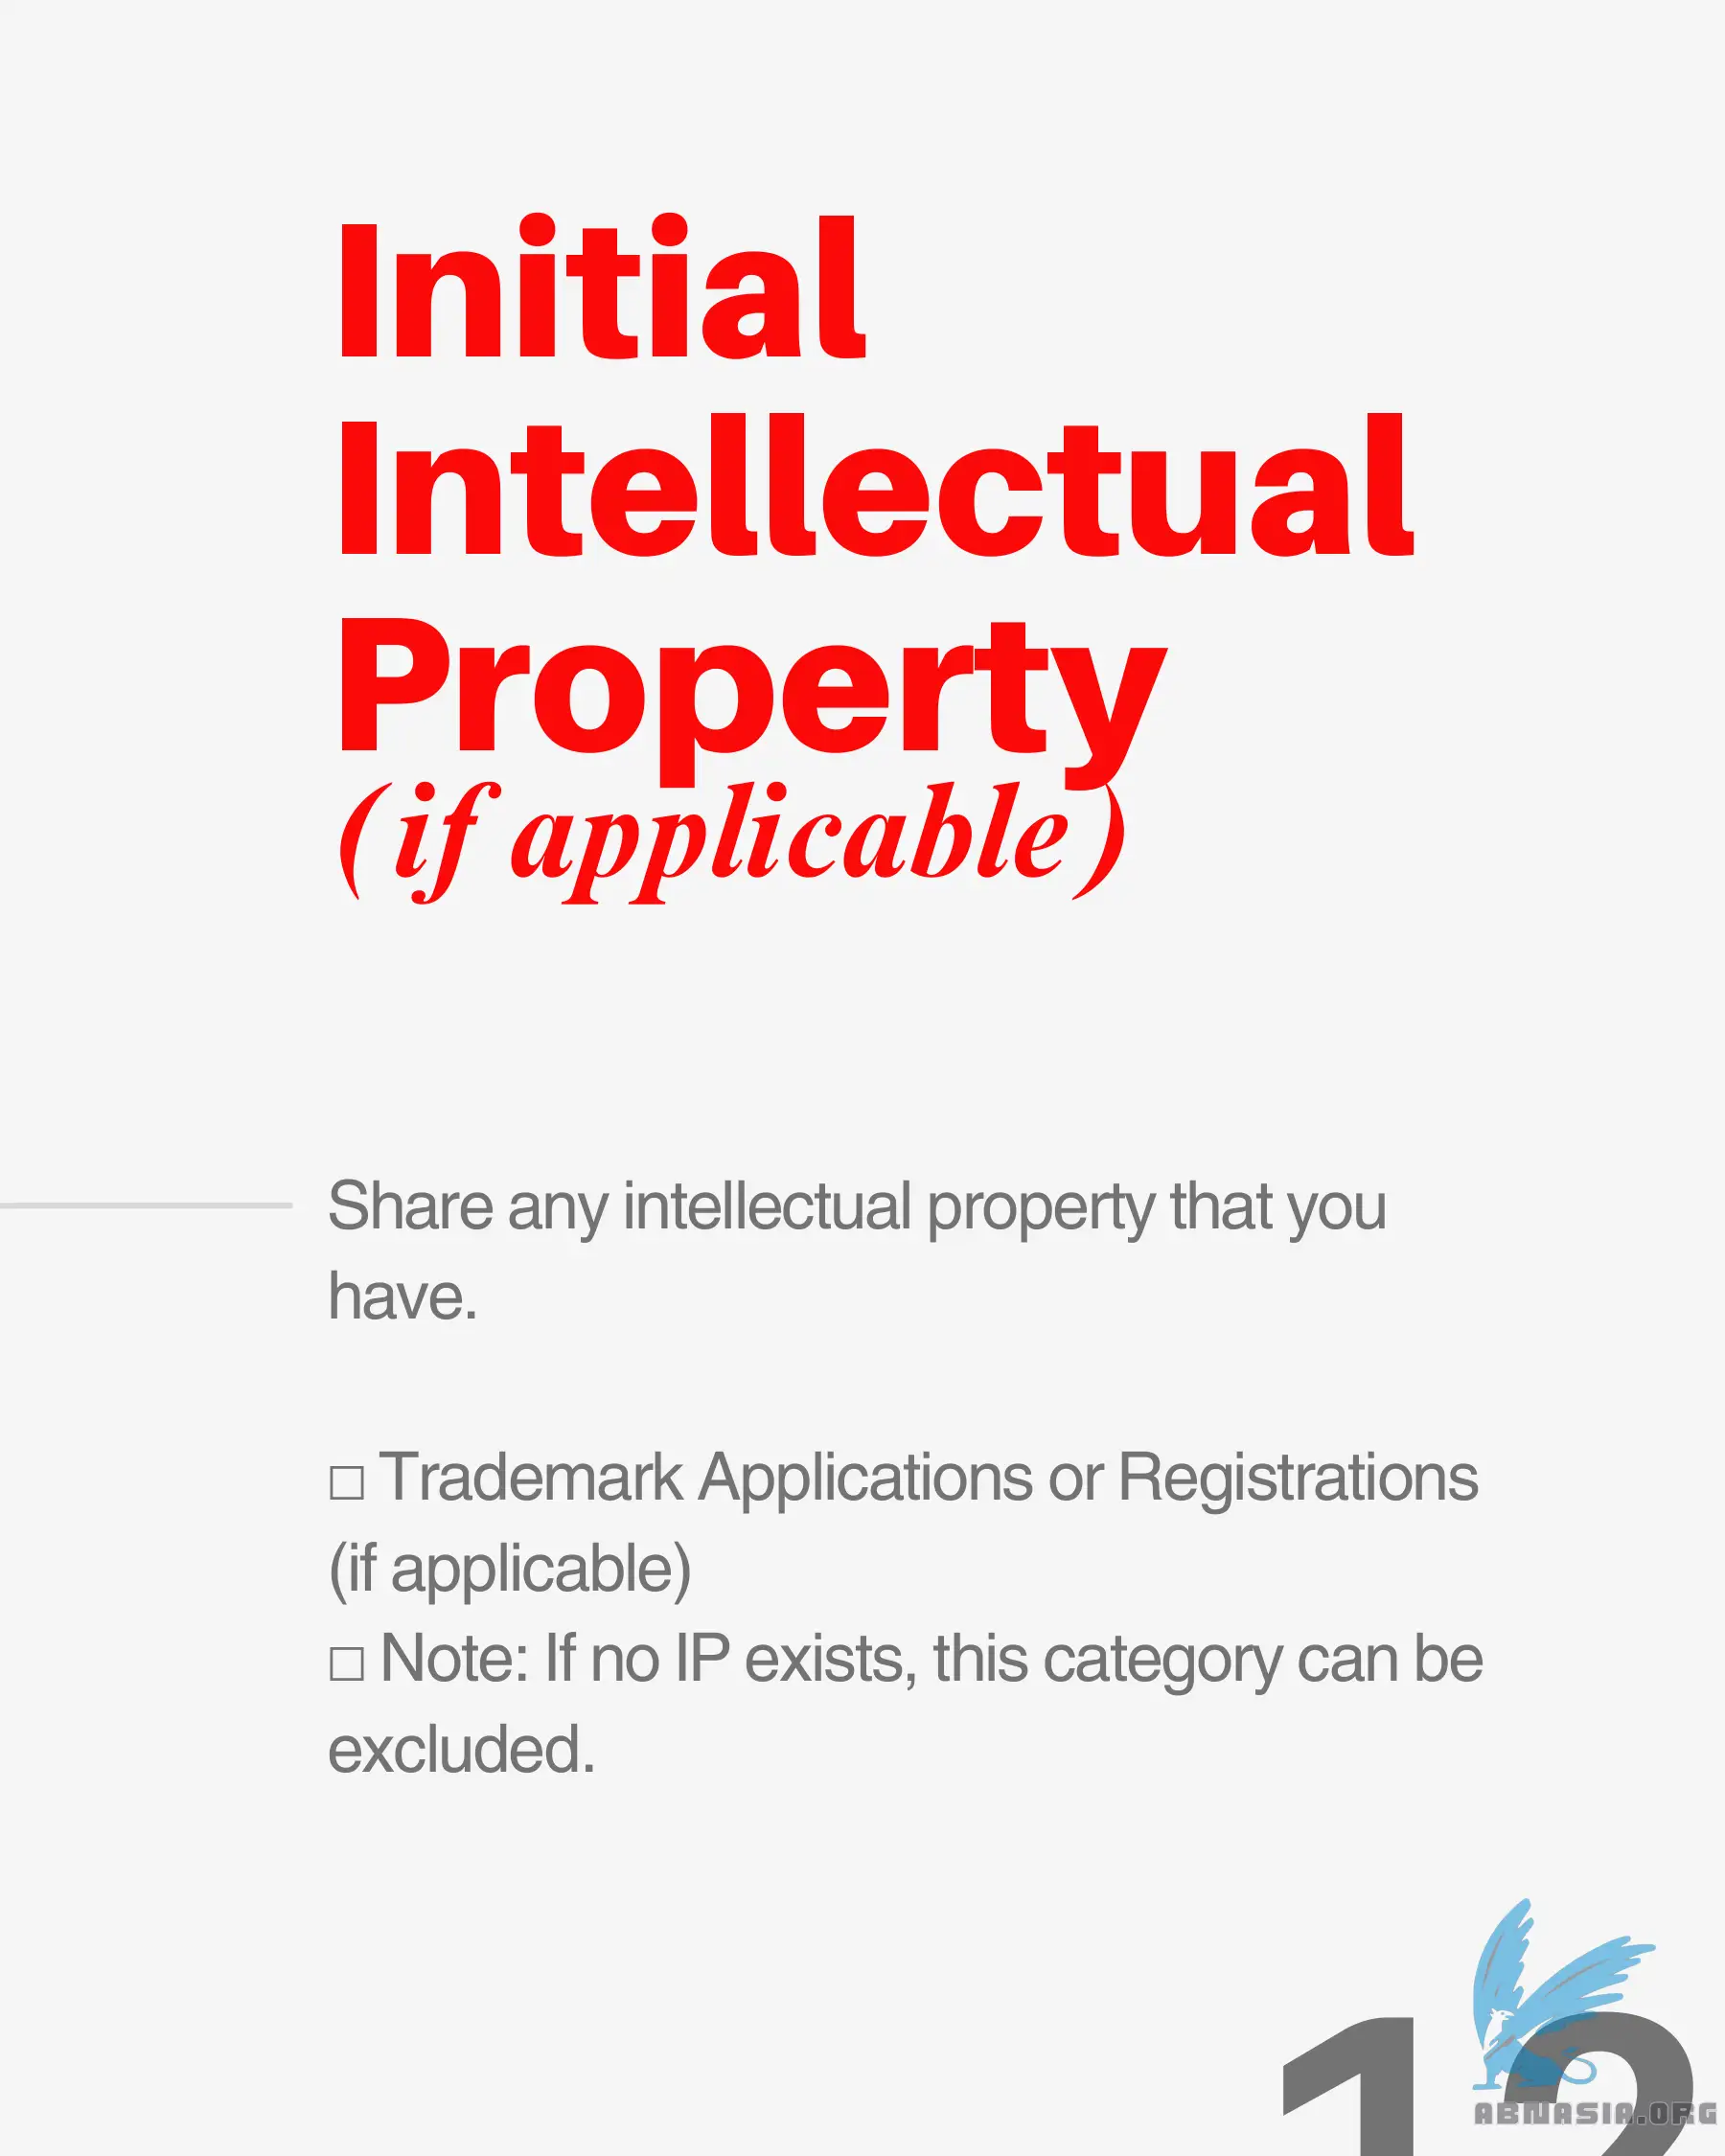 Initial
Intellectual
Property
(if applicable)
Share any intellectual property that you
have.
□ Trademark Applications or Registrations
(if applicable)
□ Note: If no IP exists, this category can be
excluded.
12
ABNASIA.ORG